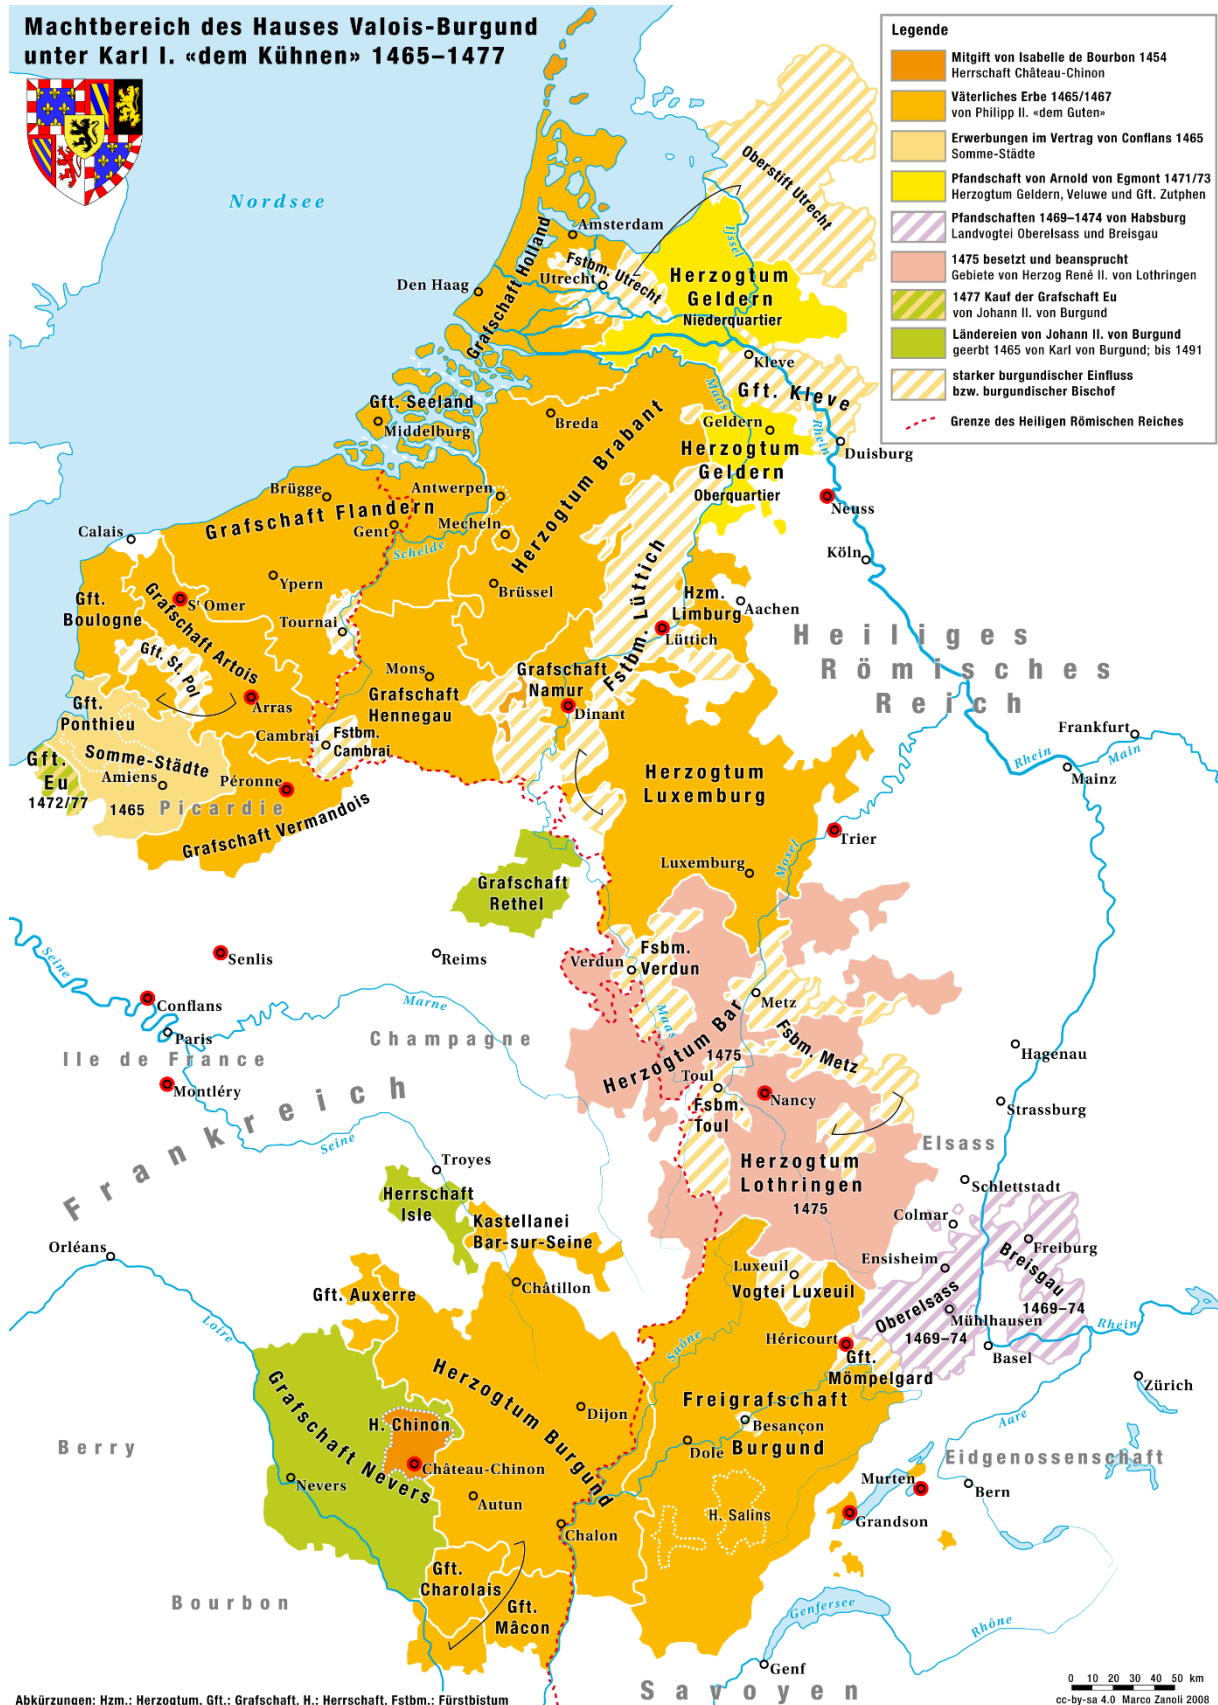 Machtbereich des Hauses Valois-Burgund
unter Karl I. «dem Kühnen» 1465–1477
Legende
Mitgift von Isabelle de Bourbon 1454
Herrschaft Château-Chinon
Väterliches Erbe 1465/1467
von Philipp II. «dem Guten»
Erwerbungen im Vertrag von Conflans 1465
Somme-Städte
Pfandschaft von Arnold von Egmont 1471/73
Herzogtum Geldern, Veluwe und Gft. Zutphen
Pfandschaften 1469–1474 von Habsburg
Landvogtei Oberelsass und Breisgau
1475 besetzt und beansprucht
Gebiete von Herzog René II. von Lothringen
1477 Kauf der Grafschaft Eu
von Johann II. von Burgund
Ländereien von Johann II. von Burgund
geerbt 1465 von Karl von Burgund; bis 1491
starker burgundischer Einfluss
bzw. burgundischer Bischof
Grenze des Heiligen Römischen Reiches
Nordsee
Oberstift Utrecht
Ijssel
Amsterdam
Grafschaft Holland
Fstbm. Utrecht
Utrecht
Den Haag
Herzogtum
Geldern
Niederquartier
Kleve
Gft. Kleve
Maas
Rhein
Gft. Seeland
Middelburg
Breda
Herzogtum Brabant
Geldern
Herzogtum
Geldern
Oberquartier
Duisburg
Neuss
Köln
Brügge
Antwerpen
Grafschaft Flandern
Mecheln
Gent
Schelde
Calais
Ypern
Brüssel
Fstbm. Lüttich
Hzm.
Limburg
Aachen
Gft.
Boulogne
St Omer
Grafschaft Artois
Tournai
Lüttich
Heiliges
Römisches
Reich
Gft. St. Pol
Mons
Grafschaft
Hennegau
Grafschaft
Namur
Dinant
Arras
Gft.
Ponthieu
Cambrai
Fstbm.
Cambrai
Frankfurt
Rhein
Main
Mainz
Gft.
Eu
1472/77
Somme-Städte
Amiens
1465
Péronne
Picardie
Grafschaft Vermandois
Herzogtum
Luxemburg
Luxemburg
Mosel
Trier
Grafschaft
Rethel
Seine
Senlis
Reims
Verdun
Fsbm.
Verdun
Metz
Conflans
Paris
Marne
Maas
Herzogtum Bar
1475
Fsbm. Metz
Ile de France
Champagne
Hagenau
Montléry
Toul
Fsbm.
Toul
Nancy
Strassburg
Frankreich
Seine
Elsass
Troyes
Herzogtum
Lothringen
1475
Schlettstadt
Herrschaft
Isle
Kastellanei
Bar-sur-Seine
Colmar
Orléans
Ensisheim
Freiburg
Breisgau
1469–74
Châtillon
Luxeuil
Vogtei Luxeuil
Gft. Auxerre
Oberelsass
1469–74
Mühlhausen
Loire
Saône
Héricourt
Gft.
Mömpelgard
Basel
Rhein
Zürich
Grafschaft Nevers
Herzogtum Burgund
H. Chinon
Dijon
Freigrafschaft
Burgund
Besançon
Dole
Aare
Berry
Château-Chinon
Eidgenossenschaft
Nevers
Autun
Murten
Bern
H. Salins
Grandson
Chalon
Gft.
Charolais
Gft.
Mâcon
Bourbon
Genfersee
Rhône
Genf
Savoyen
0 10 20 30 40 50 km
cc-by-sa 4.0 Marco Zanoli 2008
Abkürzungen: Hzm.: Herzogtum, Gft.: Grafschaft, H.: Herrschaft, Fstbm.: Fürstbistum